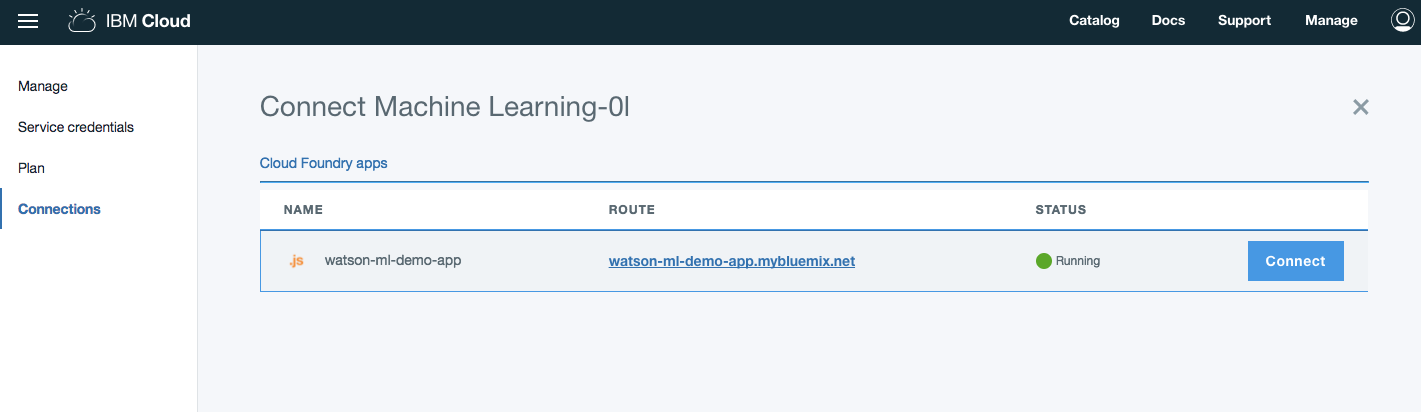 IBM Cloud Catalog Docs Support Manage
Manage
Service credentials
Plan
Connections
Connect Machine Learning-0l
Cloud Foundry apps
NAME ROUTE STATUS
.js watson-ml-demo-app watson-ml-demo-app.mybluemix.net Running Connect